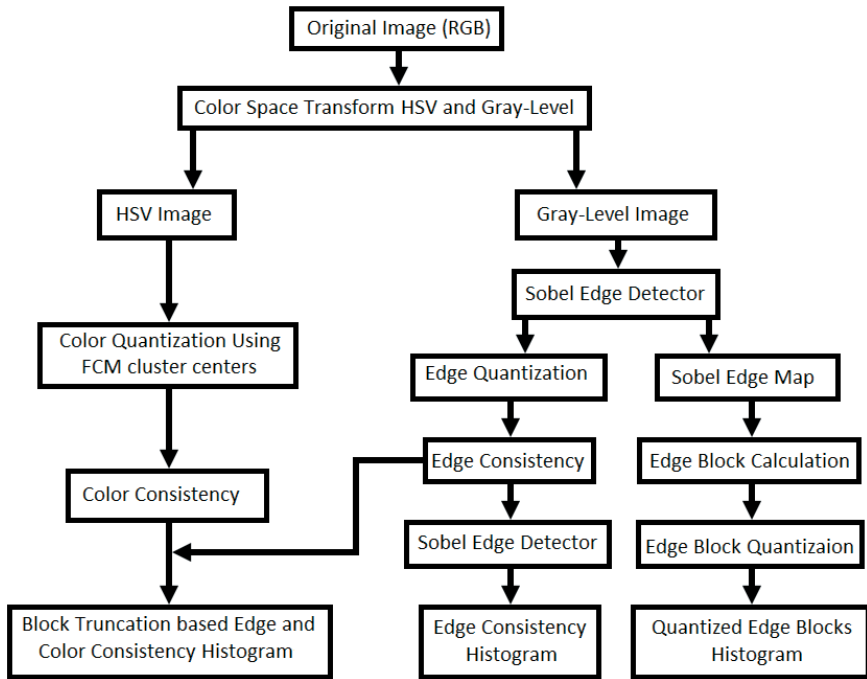 Original Image (RGB)
Color Space Transform HSV and Gray-Level
HSV Image
Gray-Level Image
Sobel Edge Detector
Color Quantization Using
FCM cluster centers
Edge Quantization
Sobel Edge Map
Color Consistency
Edge Consistency
Edge Block Calculation
Sobel Edge Detector
Edge Block Quantizaion
Block Truncation based Edge and
Color Consistency Histogram
Edge Consistency
Histogram
Quantized Edge Blocks
Histogram